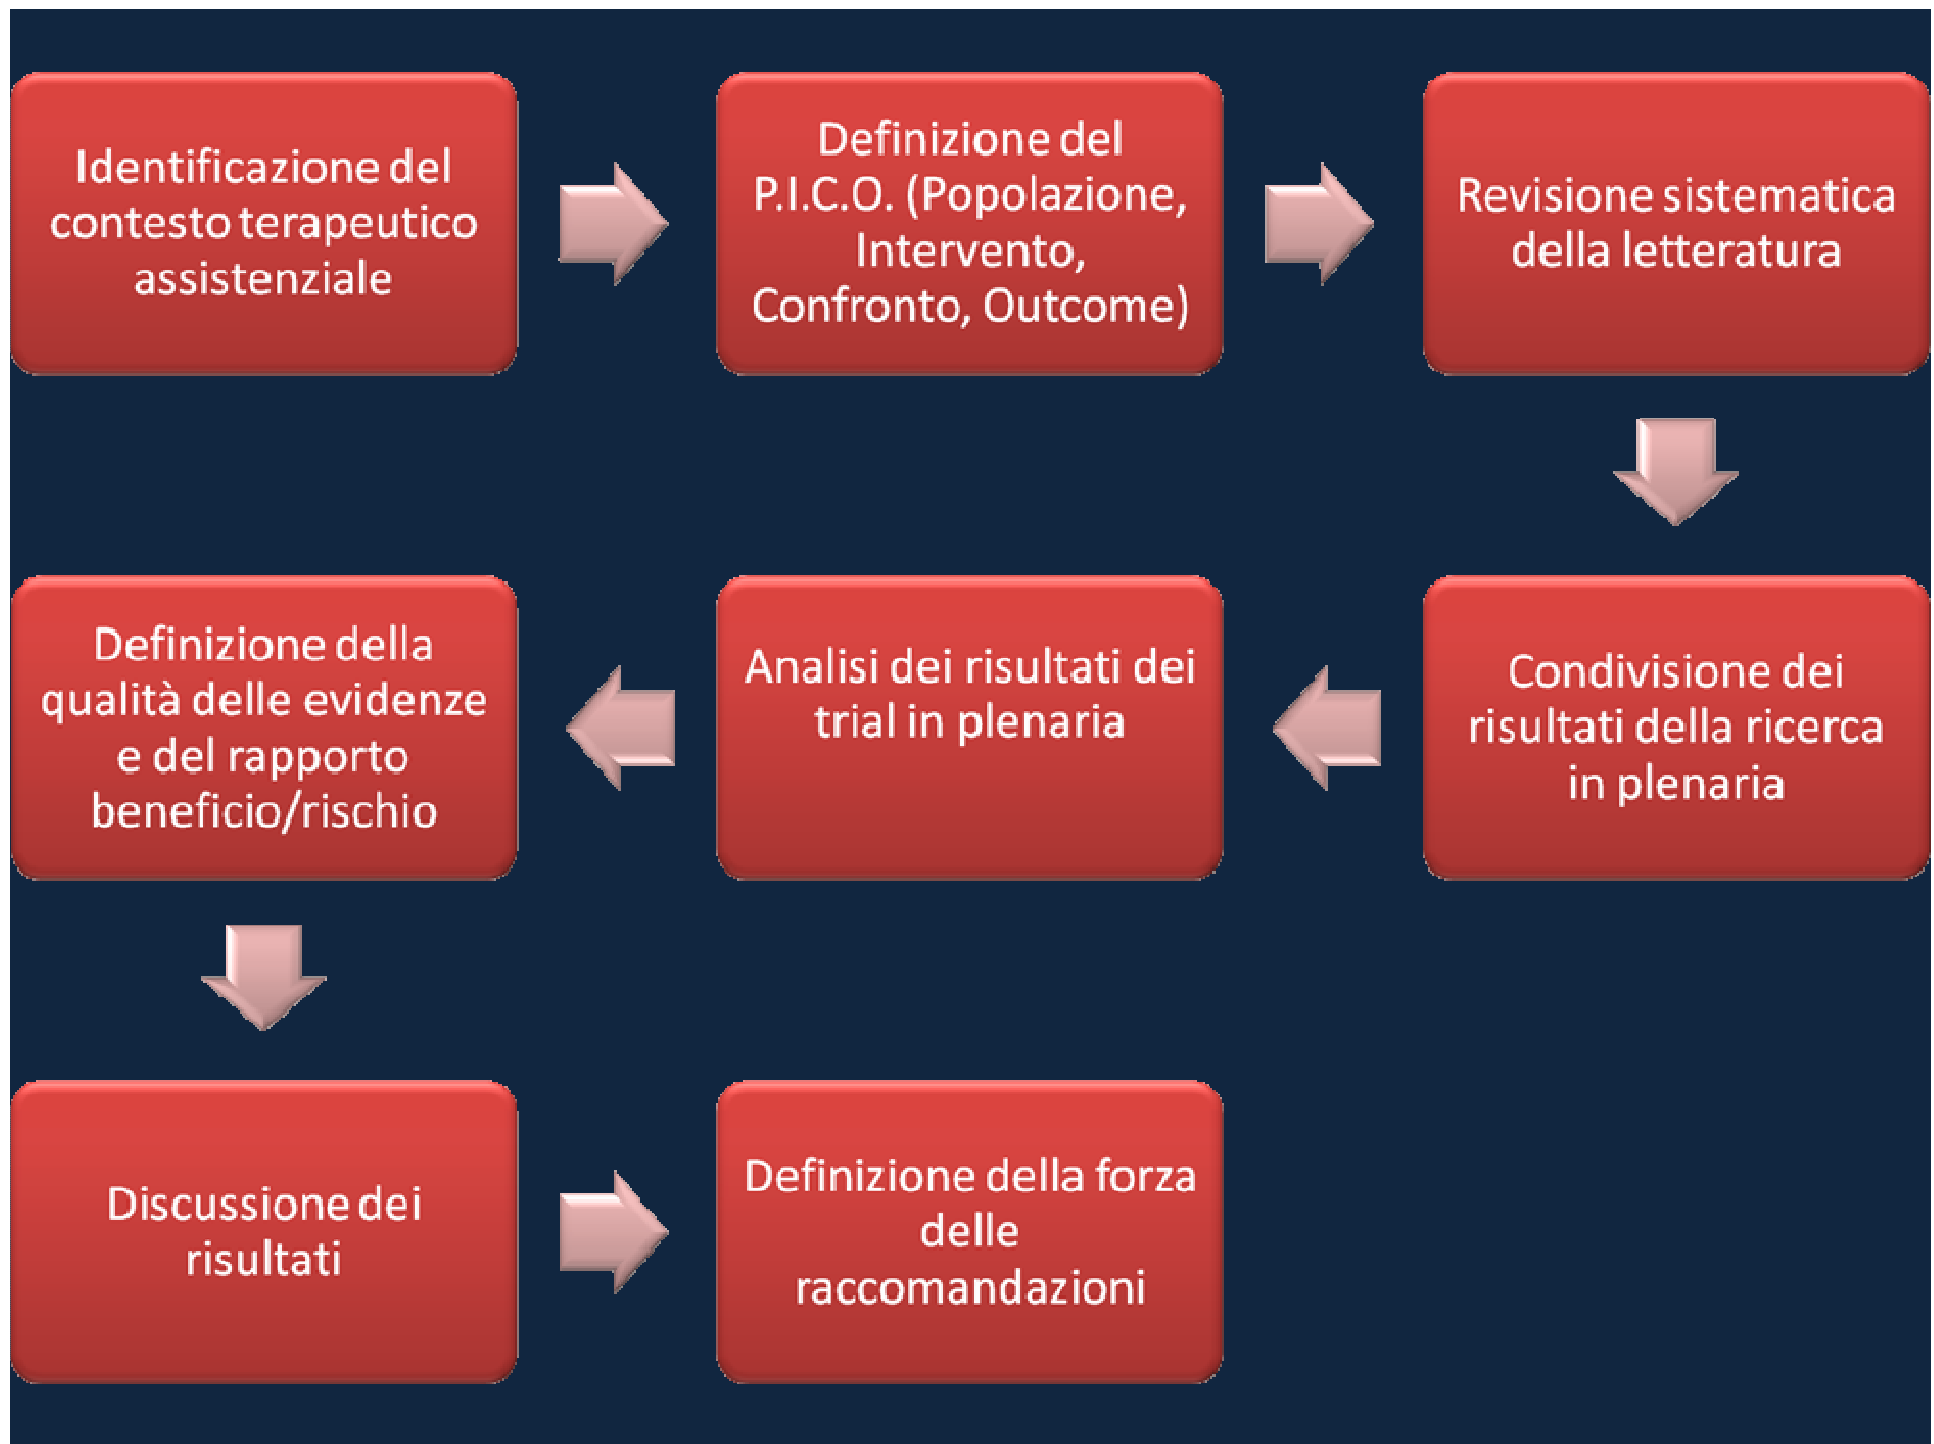 Identificazione del
contesto terapeutico
assistenziale
Definizione del
P.I.C.O. (Popolazione,
Intervento,
Confronto, Outcome)
Revisione sistematica
della letteratura
Condivisione dei
risultati della ricerca
in plenaria
Analisi dei risultati dei
trial in plenaria
Definizione della
qualità delle evidenze
e del rapporto
beneficio/rischio
Discussione dei
risultati
Definizione della forza
delle
raccomandazioni